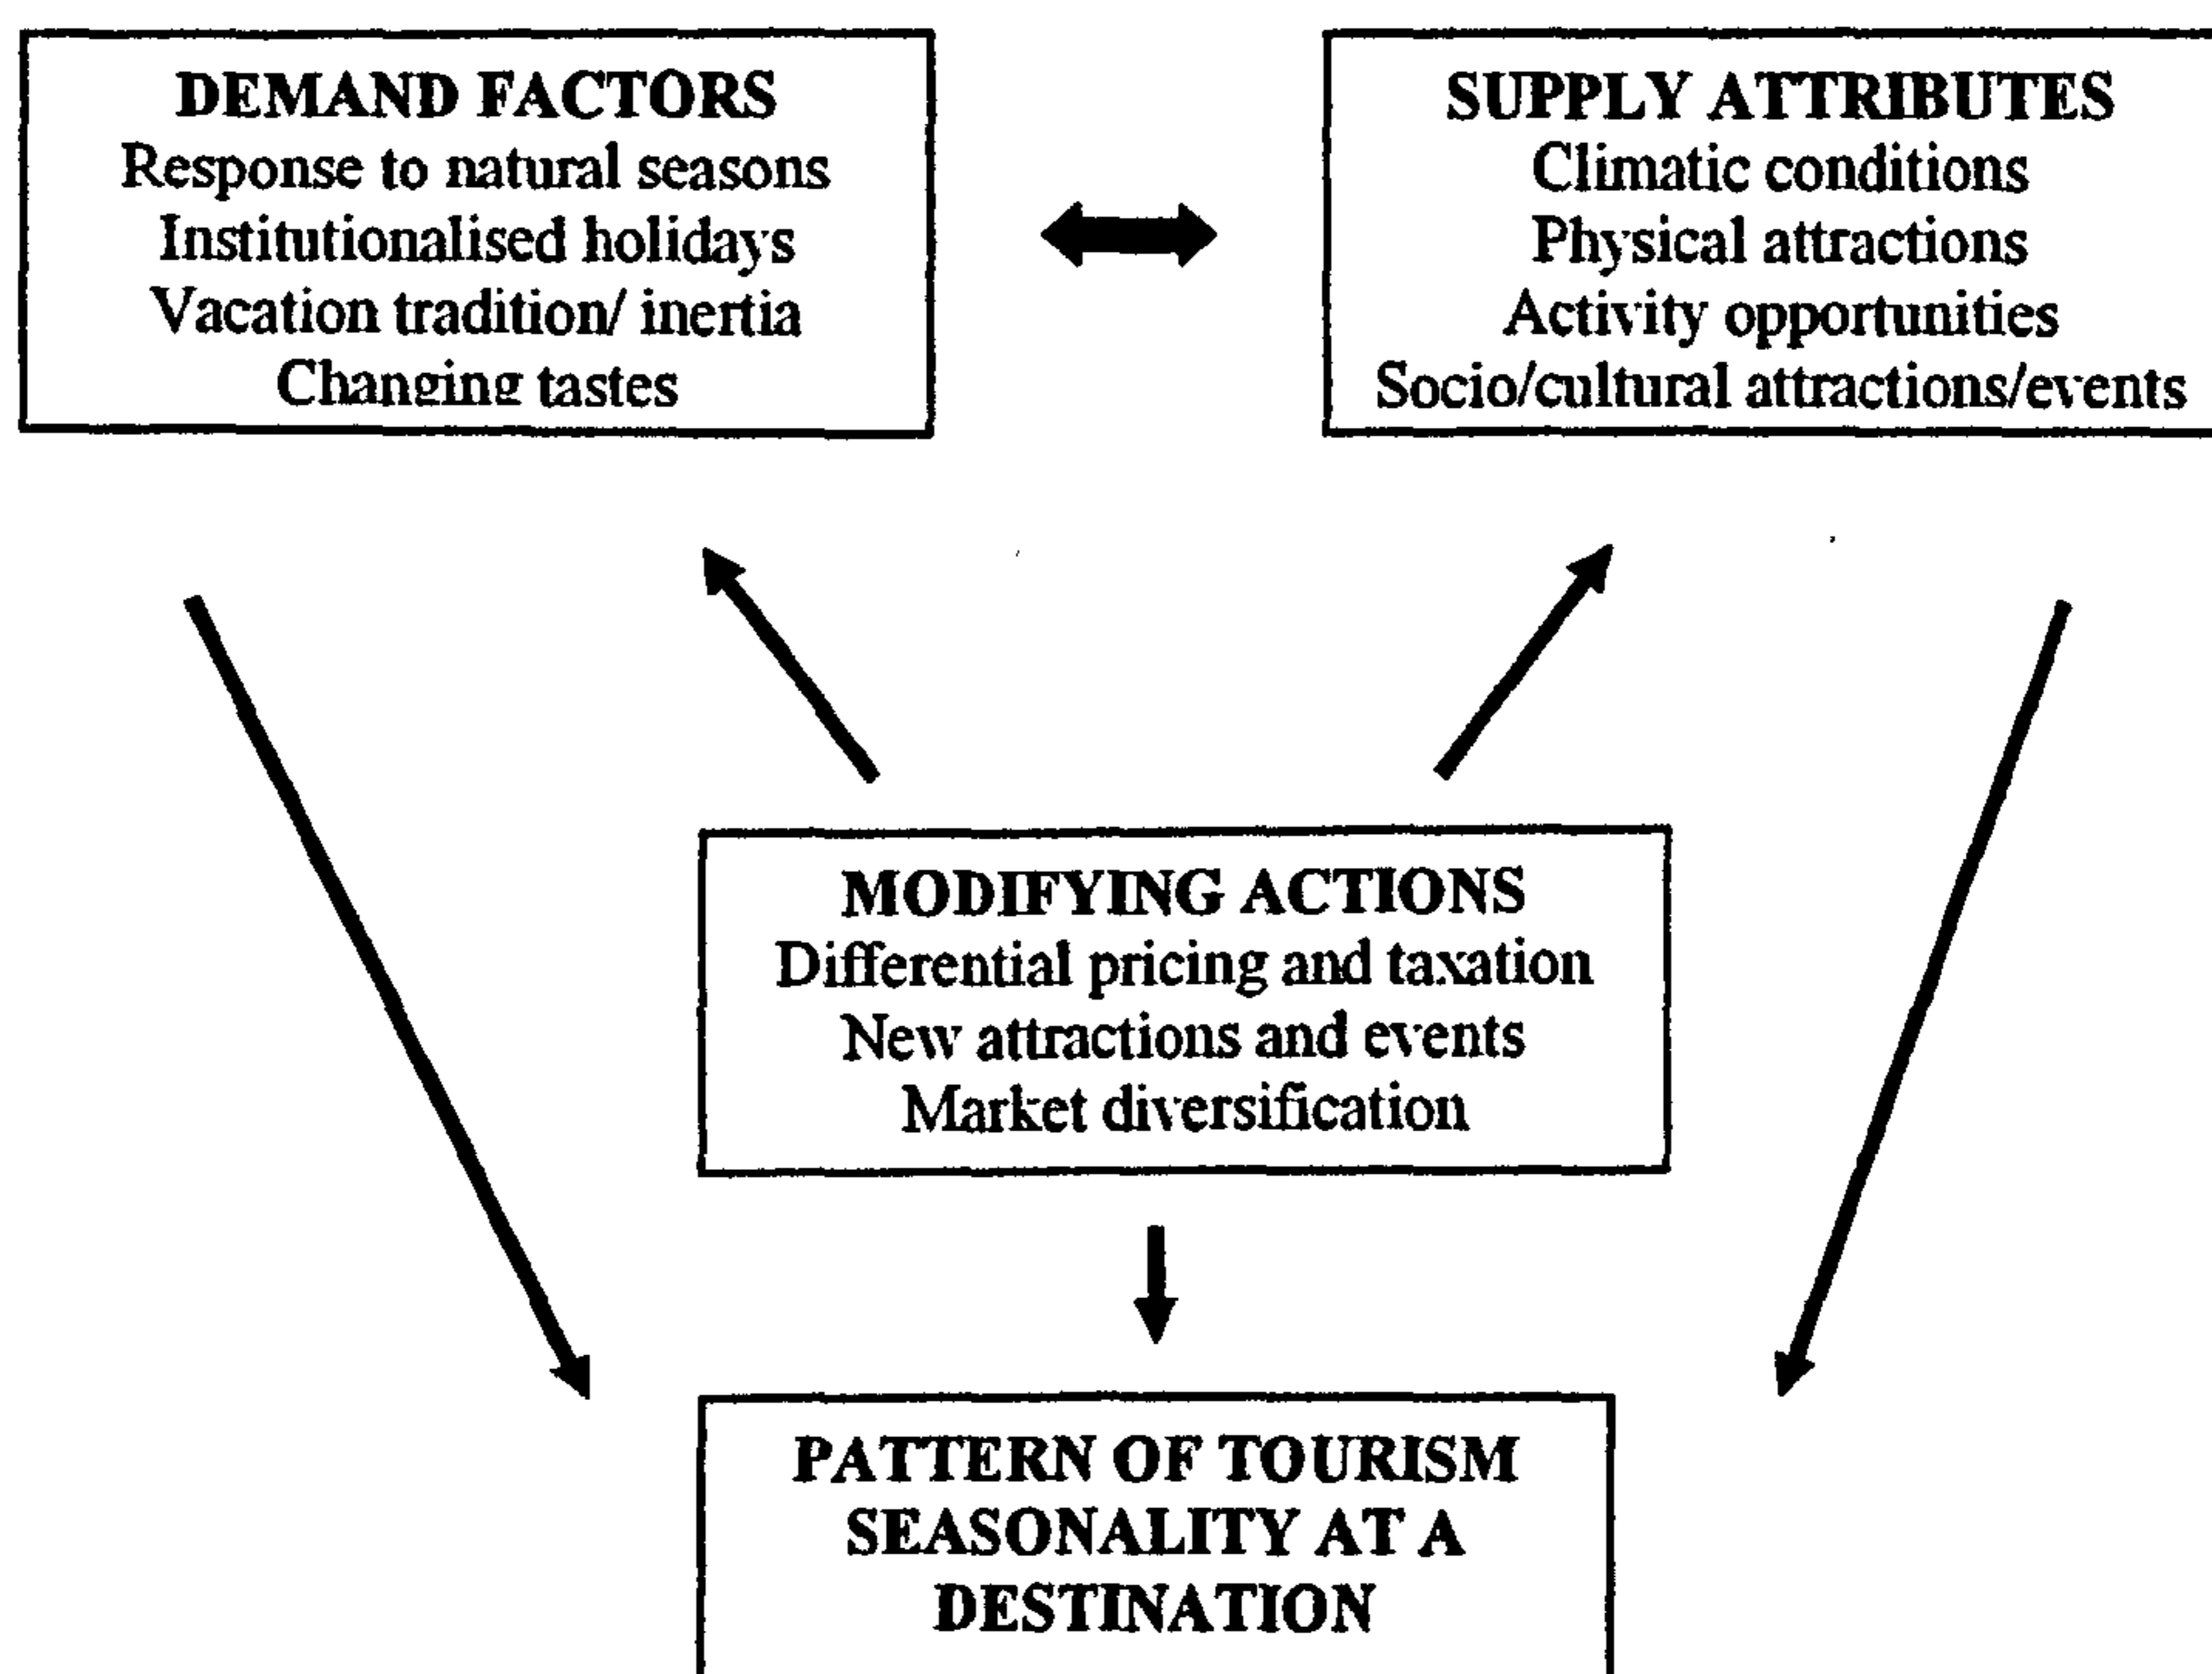 DEMAND FACTORS
Response to natural seasons
Institutionalised holidays
Vacation tradition/ inertia
Changing tastes
SUPPLY ATTRIBUTES
Climatic conditions
Physical attractions
Activity opportunities
Socio/cultural attractions/events
MODIFYING ACTIONS
Differential pricing and taxation
New attractions and events
Market diversification
PATTERN OF TOURISM
SEASONALITY AT A
DESTINATION